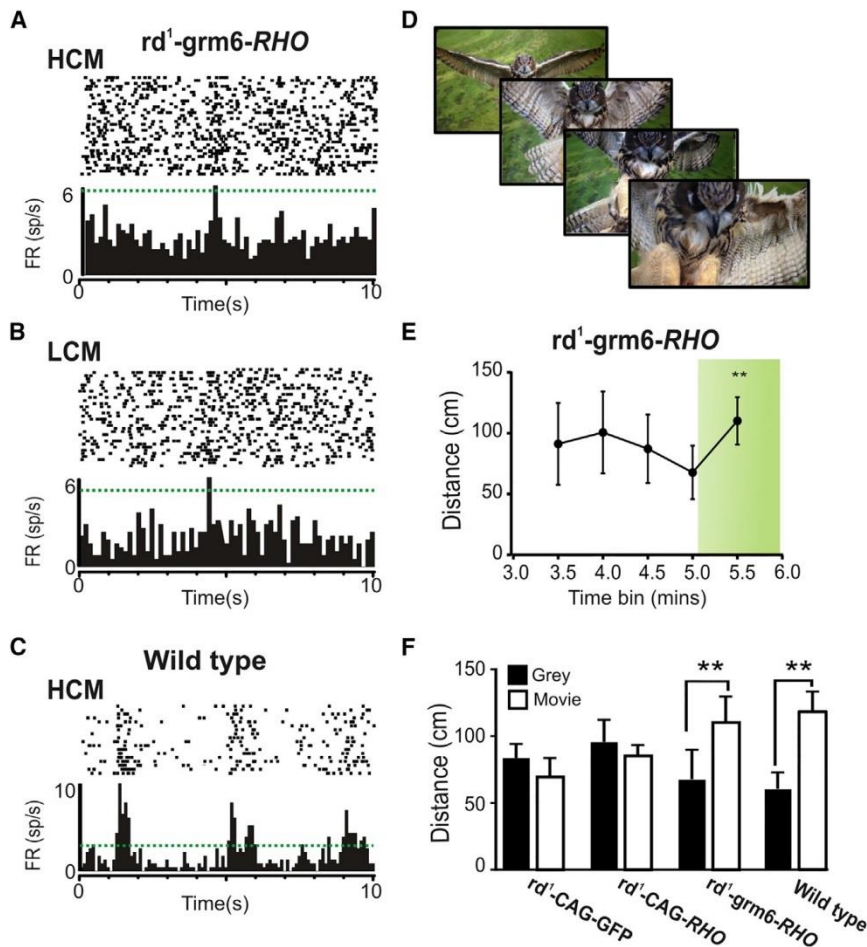 A
rd¹-grm6-RHO
HCM
6
0
FR (sp/s)
0 10
Time(s)
B
LCM
6
0
FR (sp/s)
0 10
Time(s)
C
Wild type
HCM
10
0
FR (sp/s)
0 10
Time(s)
D
E
rd¹-grm6-RHO
150
100
50
0
Distance (cm)
**
3.0 3.5 4.0 4.5 5.0 5.5 6.0
Time bin (mins)
F
150
100
50
0
Distance (cm)
Grey
Movie
** **
rd¹-CAG-GFP
rd¹-CAG-RHO
rd¹-grm6-RHO
Wild type